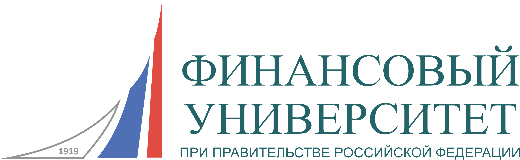 1919
ФИНАНСОВЫЙ
УНИВЕРСИТЕТ
ПРИ ПРАВИТЕЛЬСТВЕ РОССИЙСКОЙ ФЕДЕРАЦИИ